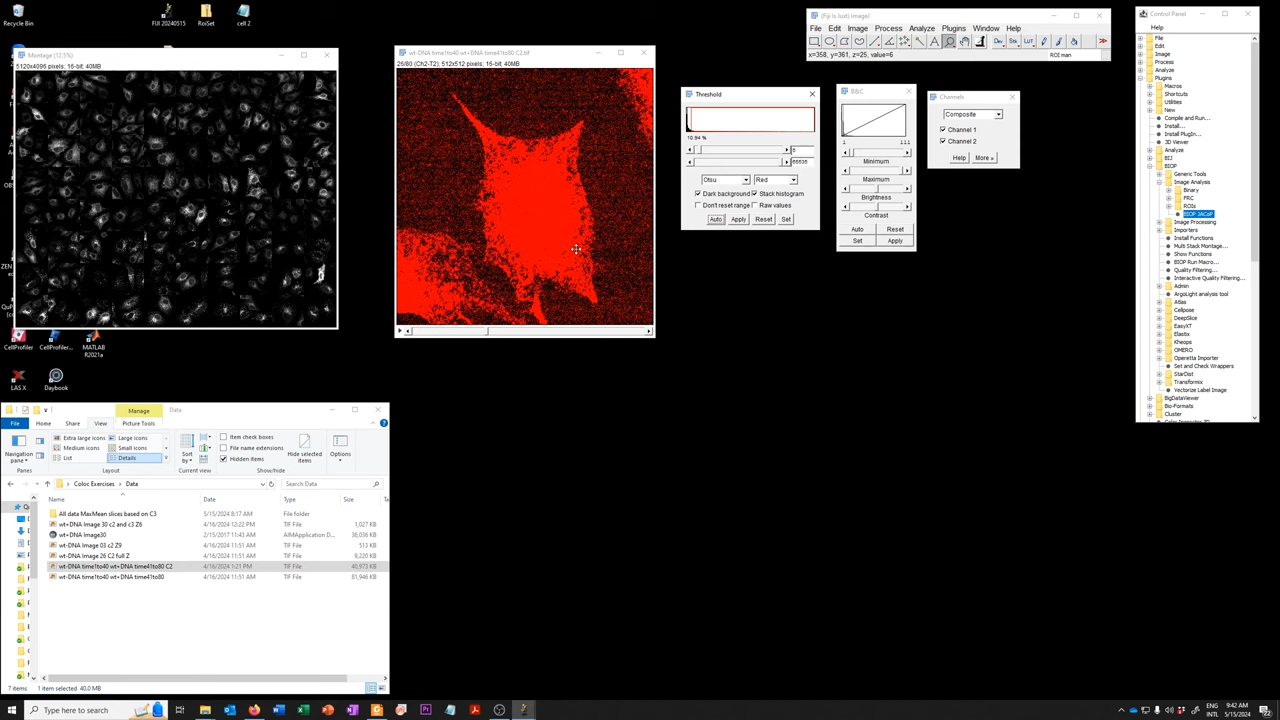 Recycle Bin
FIJI 20240515
RoiSet
cell 2
Montage (12.5%)
5120x4096 pixels; 16-bit; 40MB
CellProfiler
CellProfiler...
MATLAB R2021a
LAS X
Daybook
wt-DNA time1to40 wt+DNA time41to80 C2.tif
26/80 (Ch2-T2); 512x512 pixels; 16-bit; 40MB
Threshold
10.94 %
65535
Otsu
Red
Dark background
Stack histogram
Don't reset range
Raw values
Auto
Apply
Reset
Set
(Fiji Is Just) ImageJ
File Edit Image Process Analyze Plugins Window Help
Dev
Stk
LUT
x=358, y=361, z=25, value=6
ROI man
B&C
1
111
Minimum
Maximum
Brightness
Contrast
Auto
Reset
Set
Apply
Channels
Composite
Channel 1
Channel 2
Help
More »
Control Panel
Help
File
Edit
Image
Process
Analyze
Plugins
Macros
Shortcuts
Utilities
New
Compile and Run...
Install...
Install PlugIn...
3D Viewer
Analyze
BIJ
BIOP
Generic Tools
Image Analysis
Binary
FRC
ROIs
BIOP JACoP
Image Processing
Importers
Install Functions
Multi Stack Montage...
Show Functions
BIOP Run Macro...
Quality Filtering...
Interactive Quality Filtering...
Admin
ArgoLight analysis tool
Atlas
Cellpose
DeepSlice
EasyXT
Elastix
Kheops
OMERO
Operetta Importer
Set and Check Wrappers
StarDist
Transformix
Vectorize Label Image
BigDataViewer
Bio-Formats
Cluster
Manage
Data
File
Home
Share
View
Picture Tools
Navigation pane
Panes
Extra large icons
Large icons
Medium icons
Small icons
List
Details
Layout
Sort by
Current view
Item check boxes
File name extensions
Hidden items
Hide selected items
Show/hide
Options
Coloc Exercises > Data
Search Data
Name
Date
Type
Size
All data MaxMean slices based on C3 5/15/2024 8:17 AM File folder
wt+DNA Image 30 c2 and c3 Z6 4/16/2024 12:22 PM TIF File 1,027 KB
wt+DNA Image30 2/15/2017 11:43 AM AIMApplication D... 36,036 KB
wt-DNA Image 03 c2 Z9 4/16/2024 11:51 AM TIF File 513 KB
wt-DNA Image 26 C2 full Z 4/16/2024 11:51 AM TIF File 9,220 KB
wt-DNA time1to40 wt+DNA time41to80 C2 4/16/2024 1:21 PM TIF File 40,973 KB
wt-DNA time1to40 wt+DNA time41to80 4/16/2024 11:51 AM TIF File 81,946 KB
7 items 1 item selected 40.0 MB
Type here to search
ENG
INTL
9:42 AM
5/15/2024